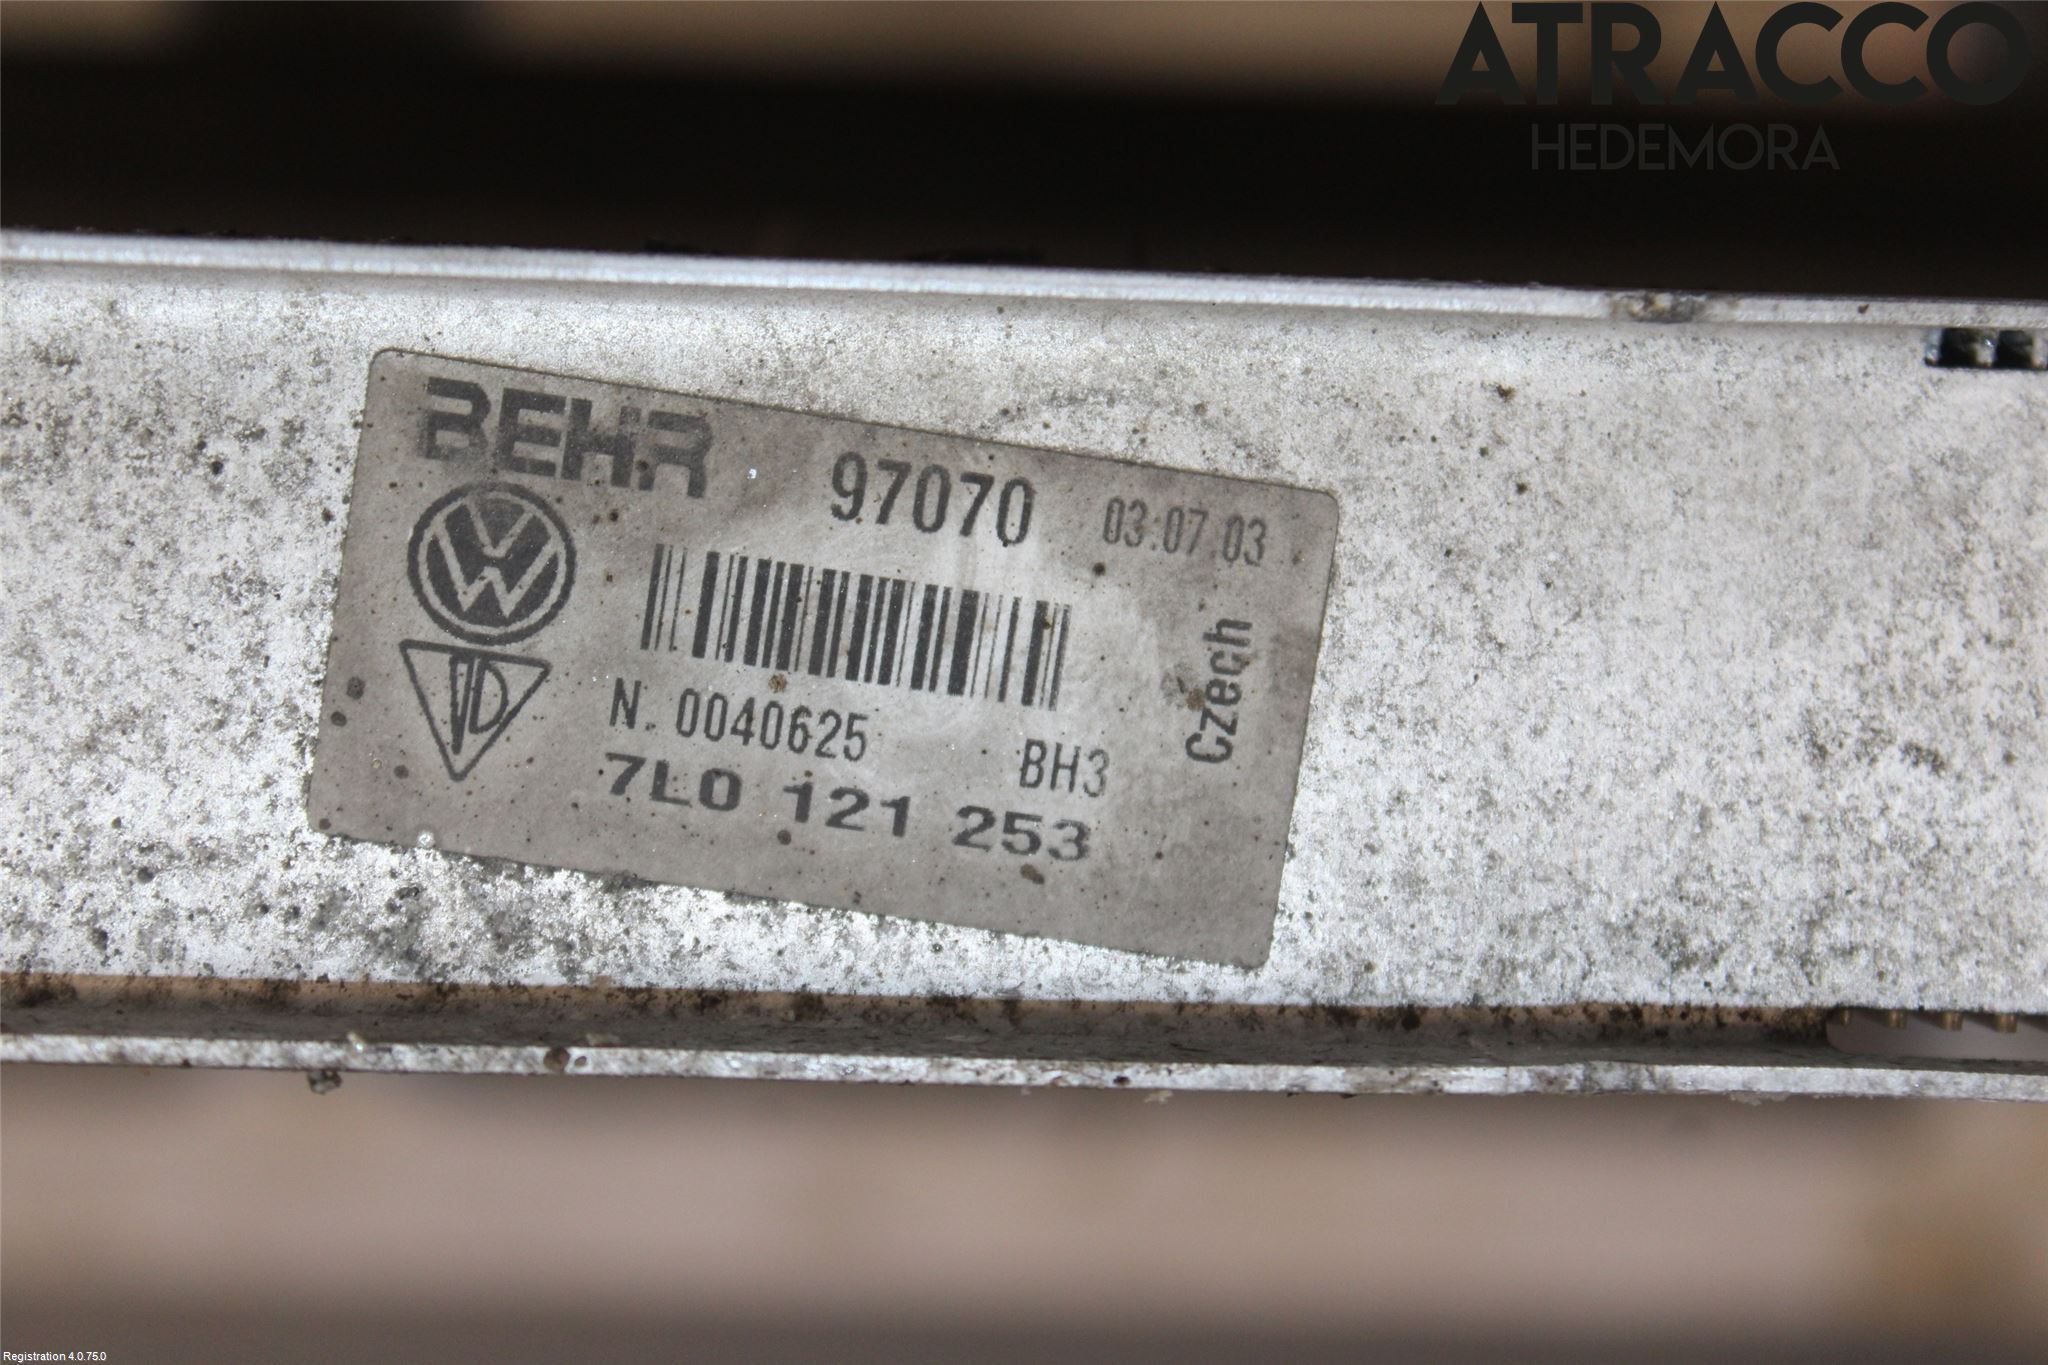 ATRACCO
HEDEMORA
BEHR 97070 03.07.03
Czech
N. 0040625 BH3
7L0 121 253
Registration 4.0.75.0